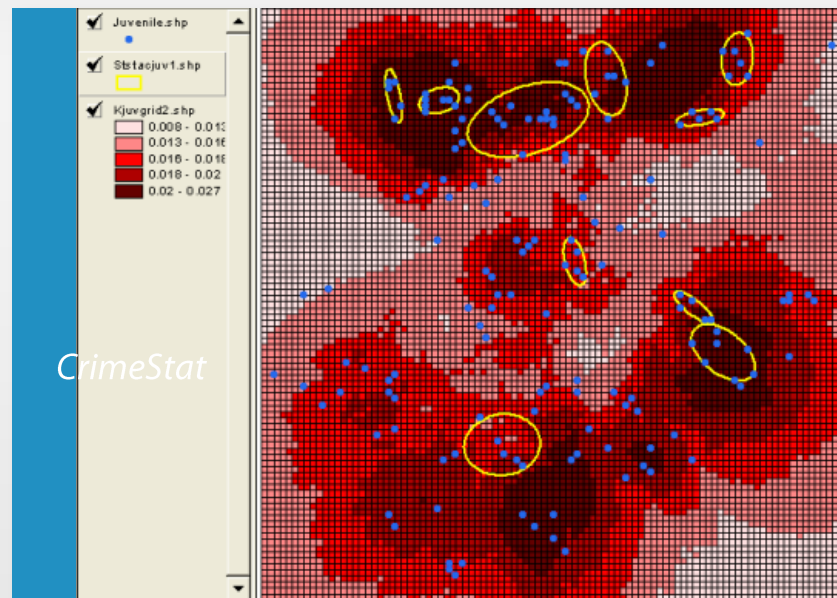 Juvenile.shp
Ststacjuv1.shp
Kjuvgrid2.shp
0.008 - 0.013
0.013 - 0.016
0.016 - 0.018
0.018 - 0.02
0.02 - 0.027
CrimeStat